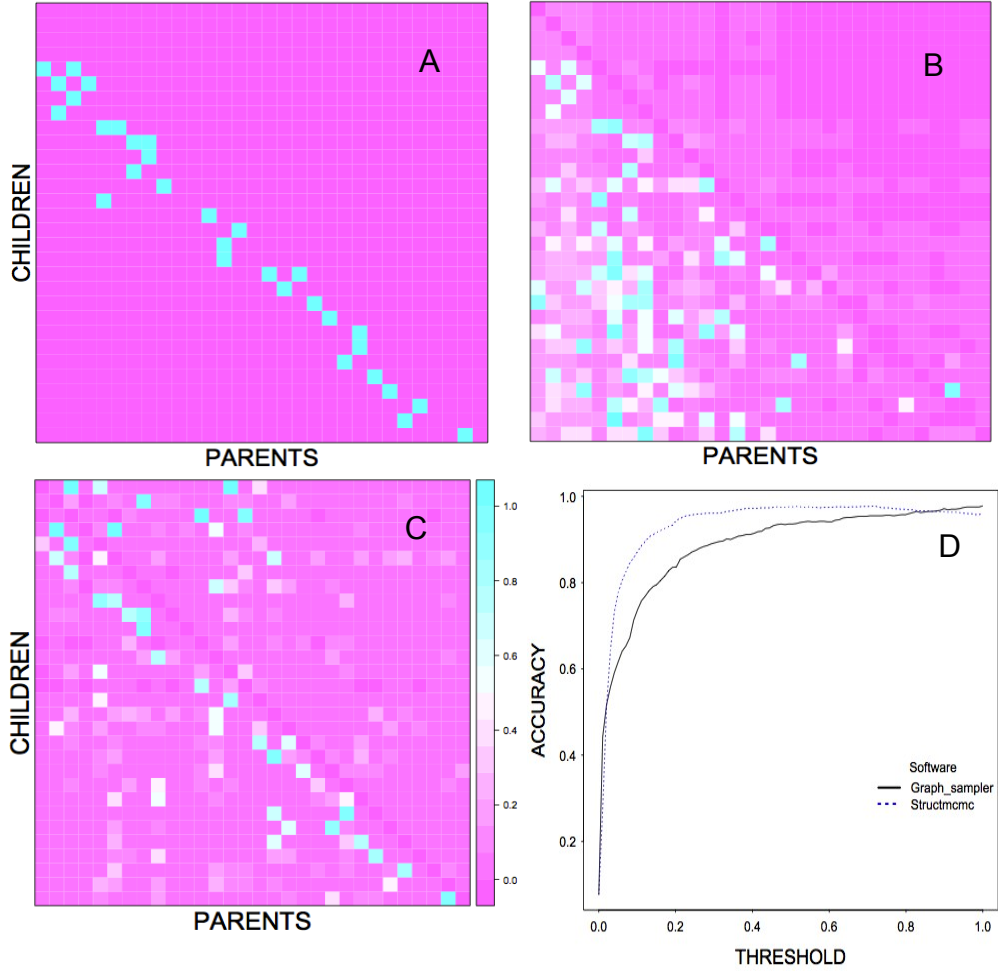 A
B
CHILDREN
PARENTS
PARENTS
C
CHILDREN
PARENTS
1.0
0.8
0.6
0.4
0.2
0.0
D
ACCURACY
1.0
0.8
0.6
0.4
0.2
Software
Graph_sampler
Structmcmc
0.0 0.2 0.4 0.6 0.8 1.0
THRESHOLD